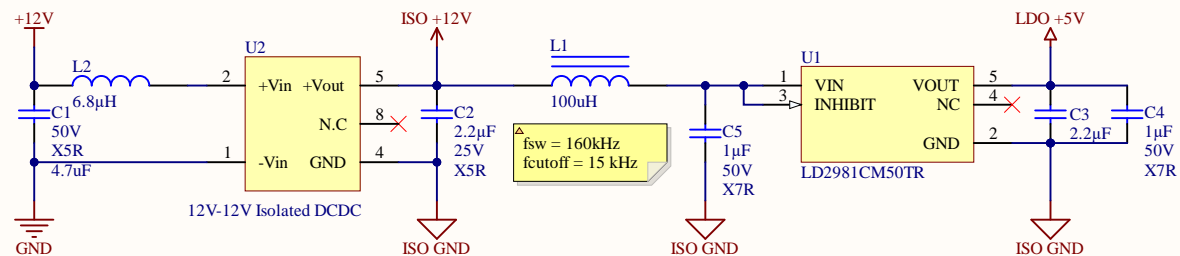 +12V
ISO +12V
LDO +5V
U2
L1
U1
L2
6.8µH
2
+Vin
+Vout
5
100uH
1
VIN
VOUT
5
3
INHIBIT
NC
4
C1
50V
X5R
4.7uF
N.C
8
C2
2.2µF
25V
X5R
fsw = 160kHz
fcutoff = 15 kHz
C5
1µF
50V
X7R
C3
2.2µF
C4
1µF
50V
X7R
1
-Vin
GND
4
GND
2
LD2981CM50TR
12V-12V Isolated DCDC
GND
ISO GND
ISO GND
ISO GND